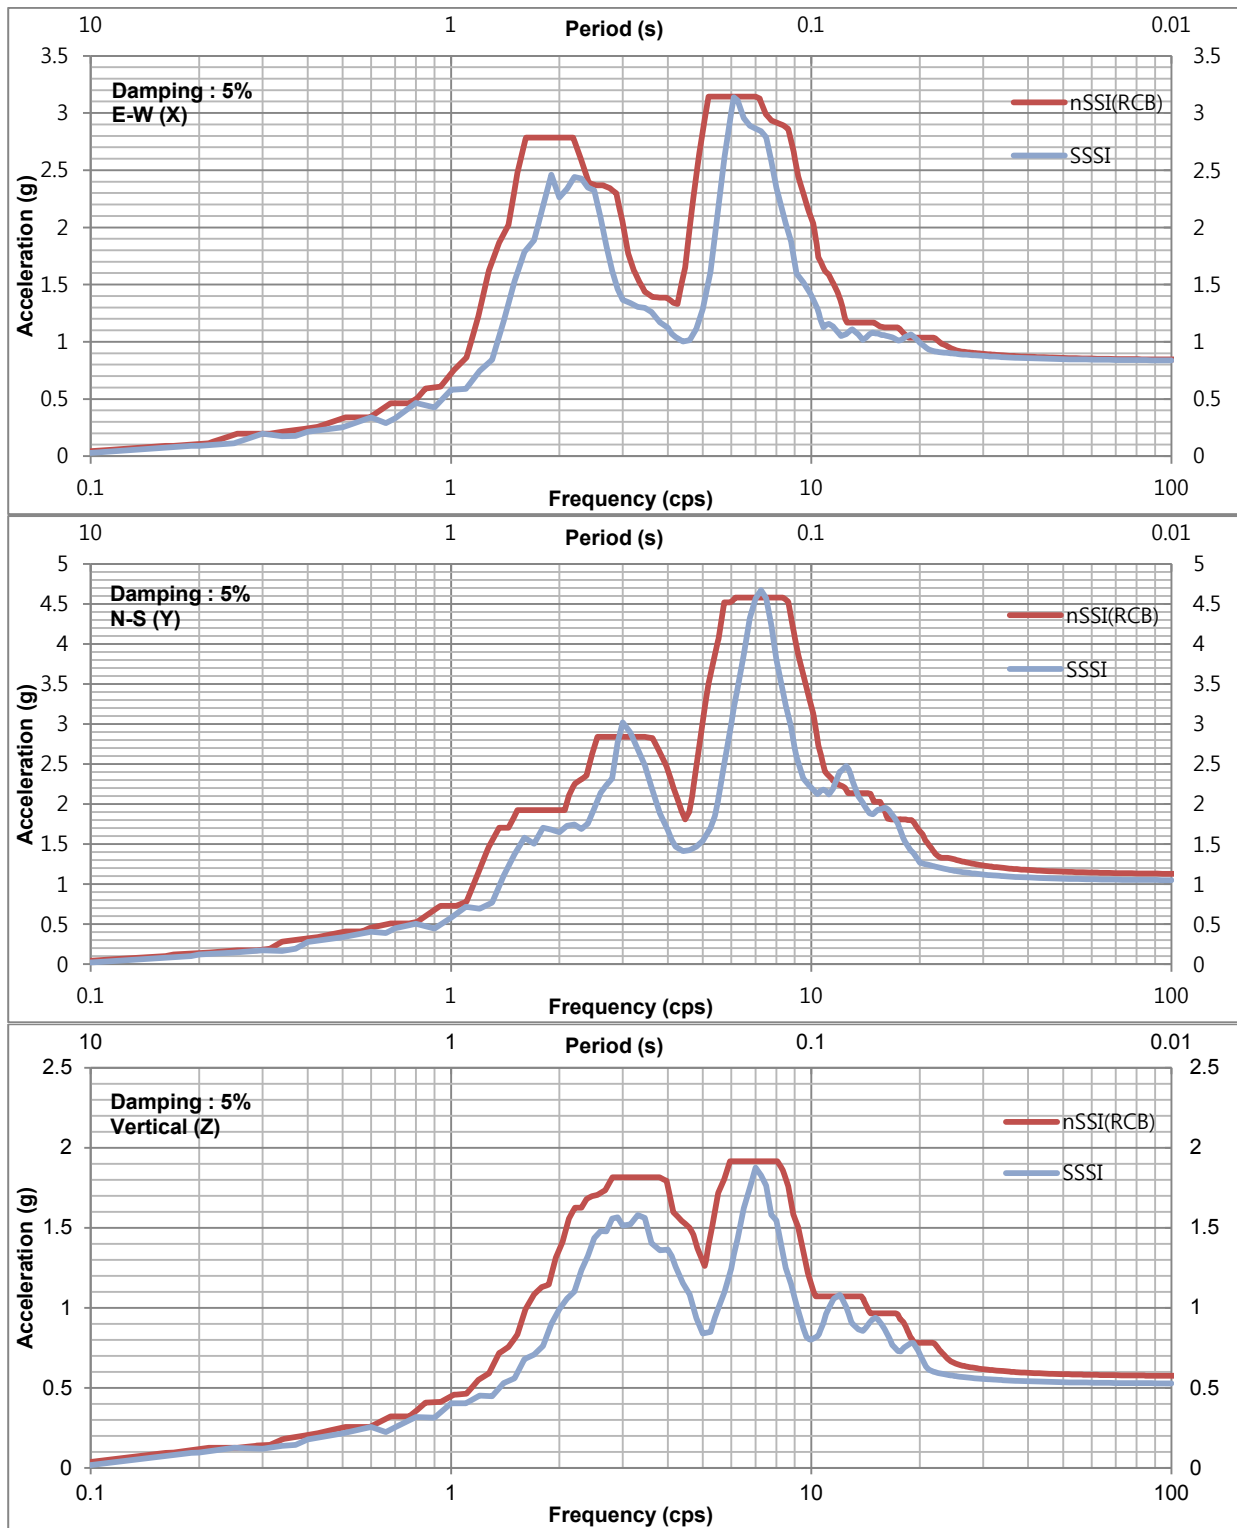 10 1 Period (s) 0.1 0.01
3.5 3.5
Damping : 5%
E-W (X)
3 nSSI(RCB) 3
2.5 SSSI 2.5
2 2
Acceleration (g)
1.5 1.5
1 1
0.5 0.5
0 0
0.1 1 10 100
Frequency (cps)
10 1 0.1 0.01
Period (s)
5 5
Damping : 5%
4.5 nSSI(RCB) 4.5
N-S (Y)
4 4
SSSI
3.5 3.5
3 3
Acceleration (g)
2.5 2.5
2 2
1.5 1.5
1 1
0.5 0.5
0 0
0.1 1 10 100
Frequency (cps)
10 1 0.1 0.01
Period (s)
2.5 2.5
Damping : 5%
Vertical (Z)
nSSI(RCB)
2 2
SSSI
1.5 1.5
Acceleration (g)
1 1
0.5 0.5
0 0
0.1 1 10 100
Frequency (cps)